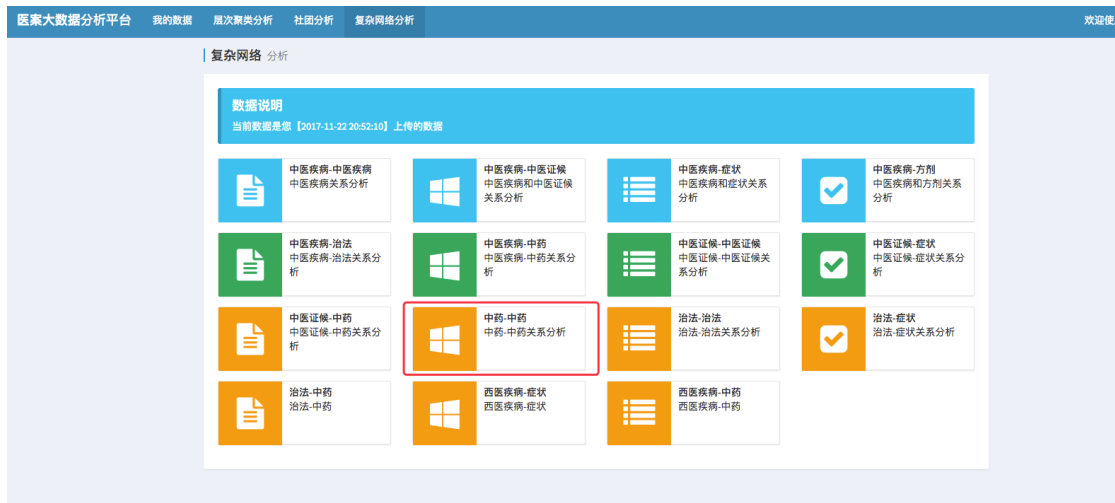 医案大数据分析平台 我的数据 层次聚类分析 社团分析 复杂网络分析 欢迎使
复杂网络 分析
数据说明
当前数据是您【2017-11-22 20:52:10】上传的数据
中医疾病-中医疾病
中医疾病关系分析
中医疾病-中医证候
中医疾病和中医证候
关系分析
中医疾病-症状
中医疾病和症状关系
分析
中医疾病-方剂
中医疾病和方剂关系
分析
中医疾病-治法
中医疾病-治法关系分
析
中医疾病-中药
中医疾病-中药关系分
析
中医证候-中医证候
中医证候-中医证候关
系分析
中医证候-症状
中医证候-症状关系分
析
中医证候-中药
中医证候-中药关系分
析
中药-中药
中药-中药关系分析
治法-治法
治法-治法关系分析
治法-症状
治法-症状关系分析
治法-中药
治法-中药
西医疾病-症状
西医疾病-症状
西医疾病-中药
西医疾病-中药